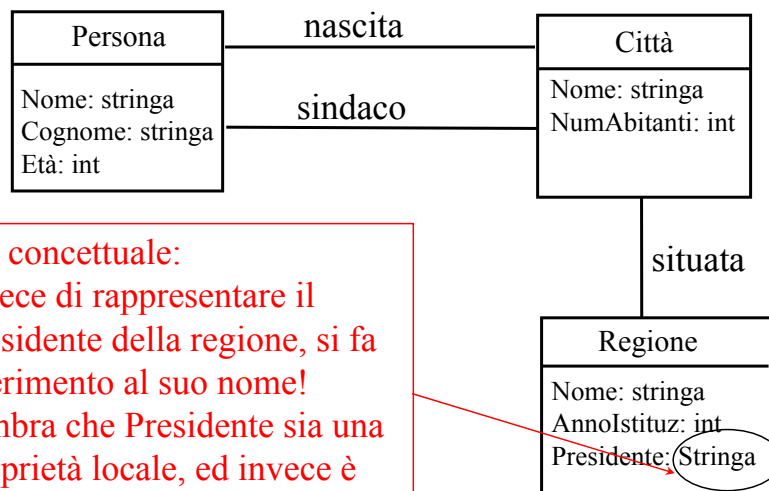 Persona
Nome: stringa
Cognome: stringa
Età: int
nascita
sindaco
Città
Nome: stringa
NumAbitanti: int
situata
Regione
Nome: stringa
AnnoIstituz: int
Presidente: Stringa
concettuale:
ece di rappresentare il
sidente della regione, si fa
erimento al suo nome!
mbra che Presidente sia una
prietà locale, ed invece è